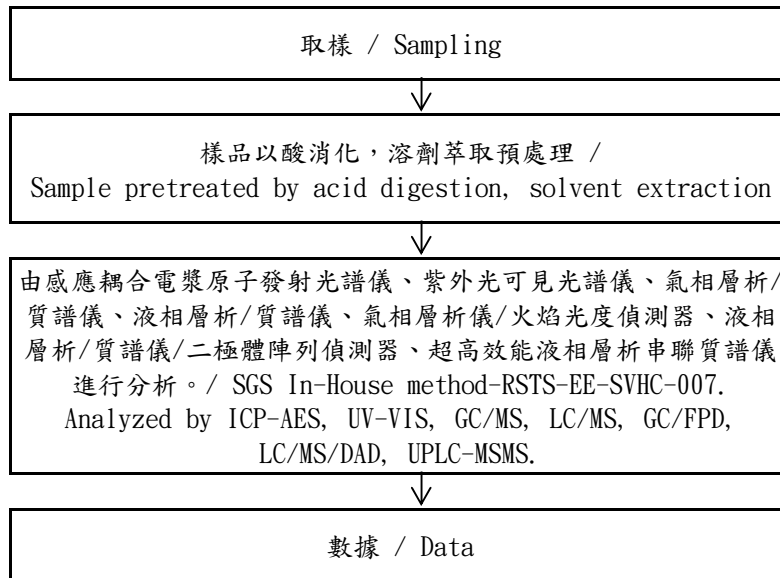 取樣 / Sampling
樣品以酸消化，溶劑萃取預處理 /
Sample pretreated by acid digestion, solvent extraction
由感應耦合電漿原子發射光譜儀、紫外光可見光譜儀、氣相層析/
質譜儀、液相層析/質譜儀、氣相層析儀/火焰光度偵測器、液相
層析/質譜儀/二極體陣列偵測器、超高效能液相層析串聯質譜儀
進行分析。/ SGS In-House method-RSTS-EE-SVHC-007.
Analyzed by ICP-AES, UV-VIS, GC/MS, LC/MS, GC/FPD,
LC/MS/DAD, UPLC-MSMS.
數據 / Data